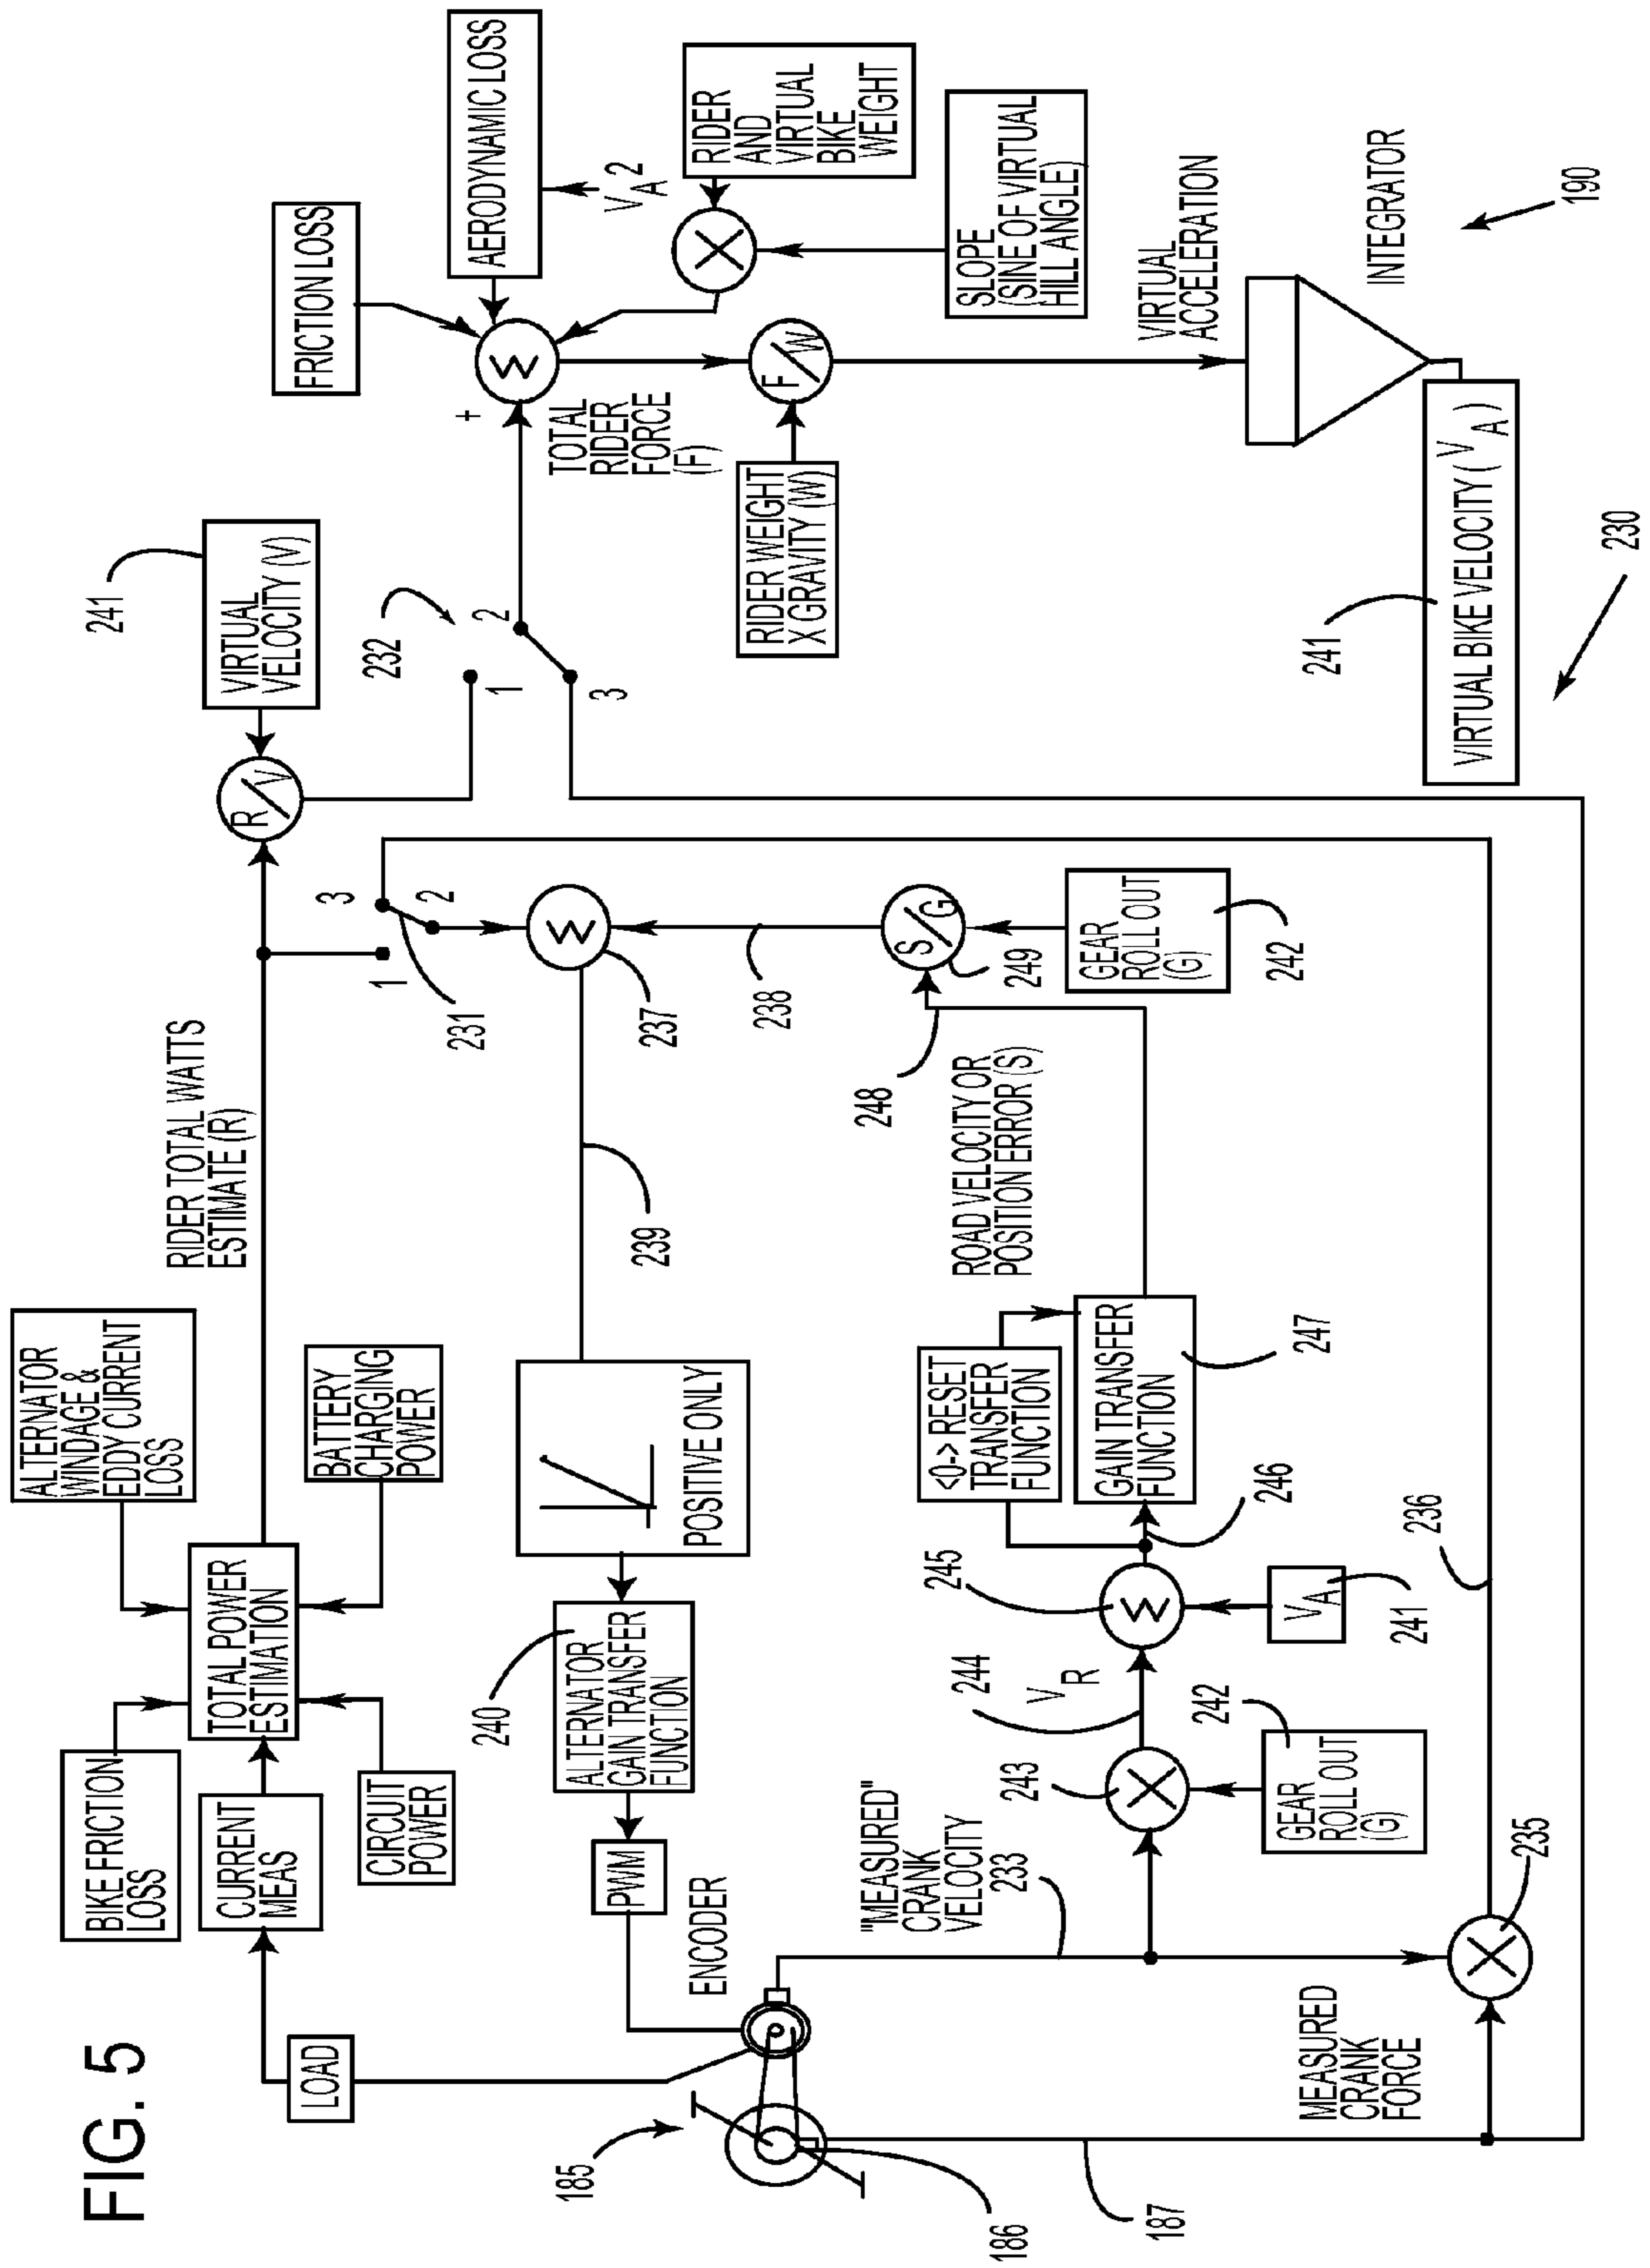 FIG. 5
ALTERNATOR
WINDAGE &
EDDY CURRENT
LOSS
BIKE FRICTION
LOSS
TOTAL POWER
ESTIMATION
CURRENT
MEAS
CIRCUIT
POWER
BATTERY
CHARGING
POWER
LOAD
RIDER TOTAL WATTS
ESTIMATE (R)
R/V
241
VIRTUAL
VELOCITY (V)
232
1
2
3
231
1
2
3
237
238
239
POSITIVE ONLY
240
ALTERNATOR
GAIN TRANSFER
FUNCTION
PWM
ENCODER
185
186
187
"MEASURED"
CRANK
VELOCITY
233
MEASURED
CRANK
FORCE
235
236
243
GEAR
ROLL OUT
(G)
242
244
VR
245
VA
241
246
<0> RESET
TRANSFER
FUNCTION
GAIN TRANSFER
FUNCTION
247
ROAD VELOCITY OR
POSITION ERROR (S)
248
S/G
249
GEAR
ROLL OUT
(G)
242
FRICTION LOSS
AERODYNAMIC LOSS
VA2
+
Σ
TOTAL
RIDER
FORCE
(F)
RIDER
AND
VIRTUAL
BIKE
WEIGHT
SLOPE
(SINE OF VIRTUAL
HILL ANGLE)
F/W
RIDER WEIGHT
X GRAVITY (W)
VIRTUAL
ACCELERATION
INTEGRATOR
190
VIRTUAL BIKE VELOCITY (VA)
241
230